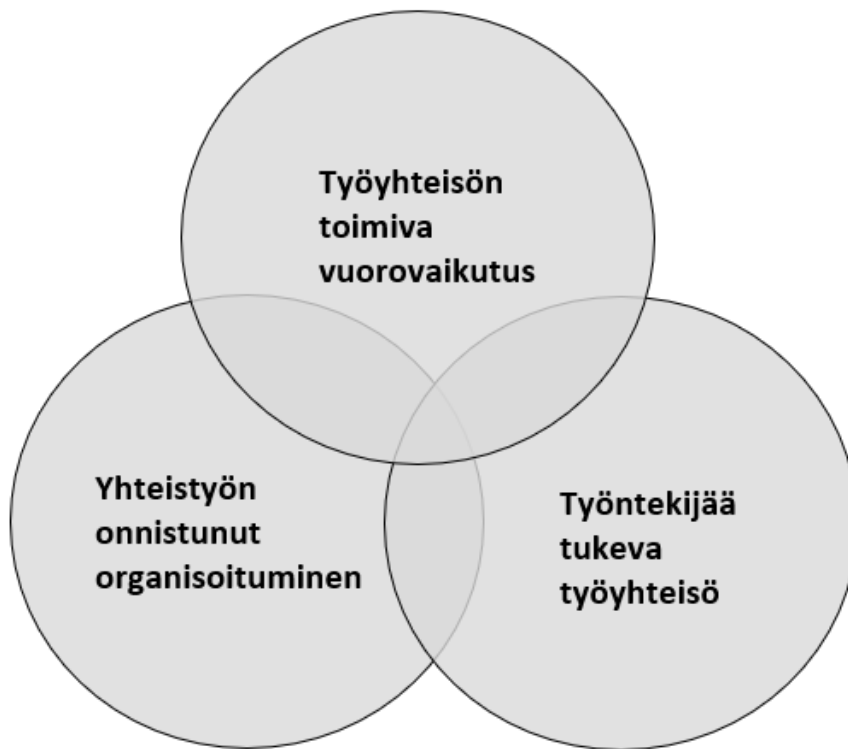 Työyhteisön
toimiva
vuorovaikutus
Yhteistyön
onnistunut
organisoituminen
Työntekijää
tukeva
työyhteisö